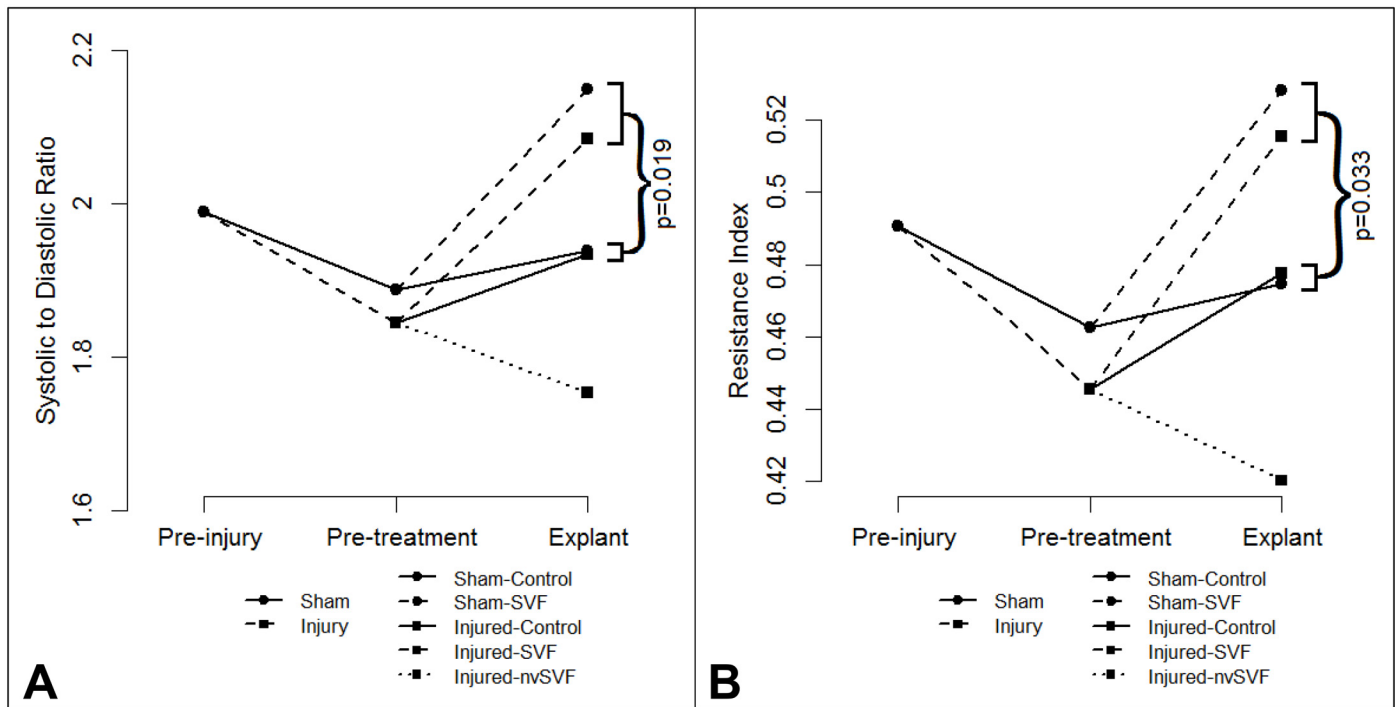 Systolic to Diastolic Ratio
2.2
2
1.8
1.6
p=0.019
Pre-injury
Pre-treatment
Explant
Sham
Injury
Sham-Control
Sham-SVF
Injured-Control
Injured-SVF
Injured-nvSVF
A
Resistance Index
0.52
0.5
0.48
0.46
0.44
0.42
p=0.033
Pre-injury
Pre-treatment
Explant
Sham
Injury
Sham-Control
Sham-SVF
Injured-Control
Injured-SVF
Injured-nvSVF
B